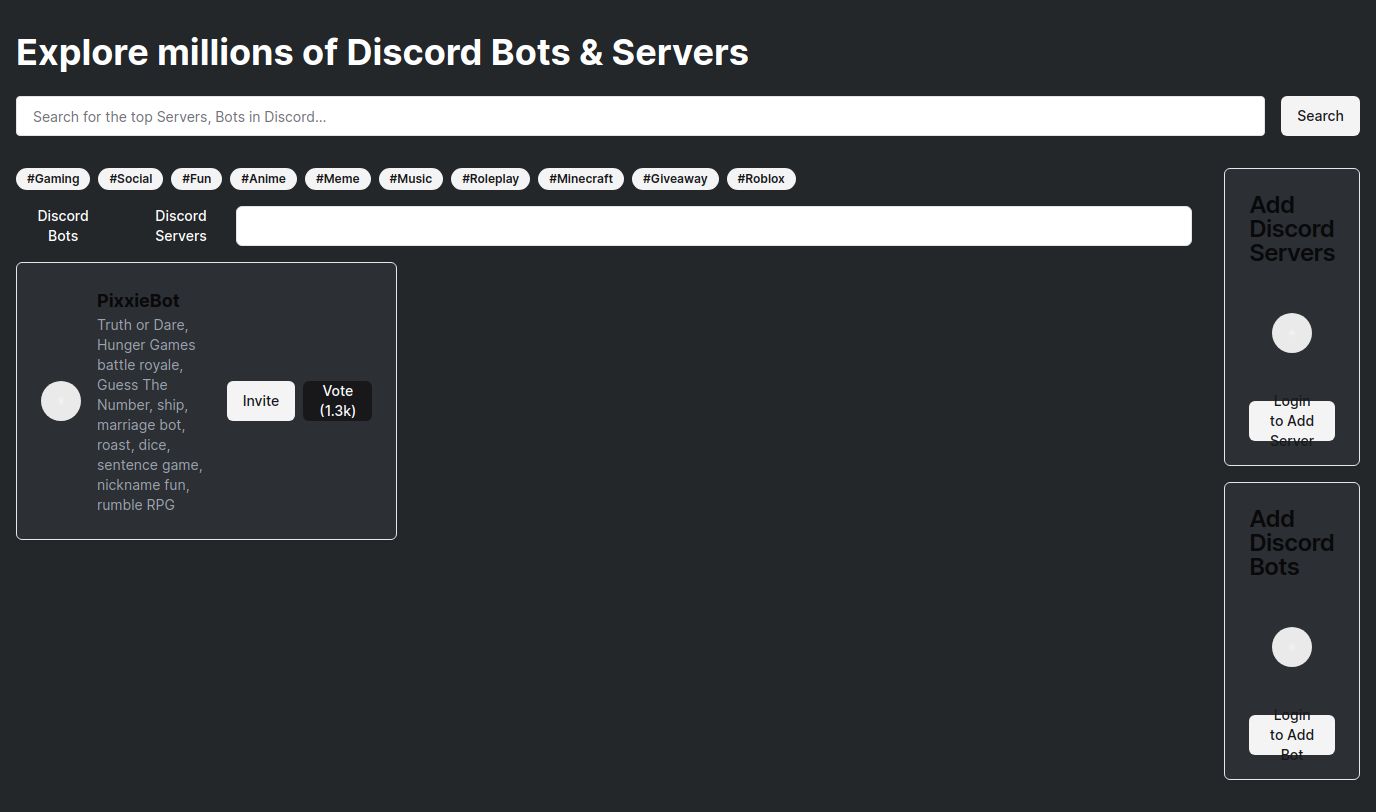 Explore millions of Discord Bots & Servers
Search for the top Servers, Bots in Discord...
Search
#Gaming
#Social
#Fun
#Anime
#Meme
#Music
#Roleplay
#Minecraft
#Giveaway
#Roblox
Discord
Bots
Discord
Servers
PixxieBot
Truth or Dare,
Hunger Games
battle royale,
Guess The
Number, ship,
marriage bot,
roast, dice,
sentence game,
nickname fun,
rumble RPG
Invite
Vote
(1.3k)
Add
Discord
Servers
Login
to Add
Server
Add
Discord
Bots
Login
to Add
Bot